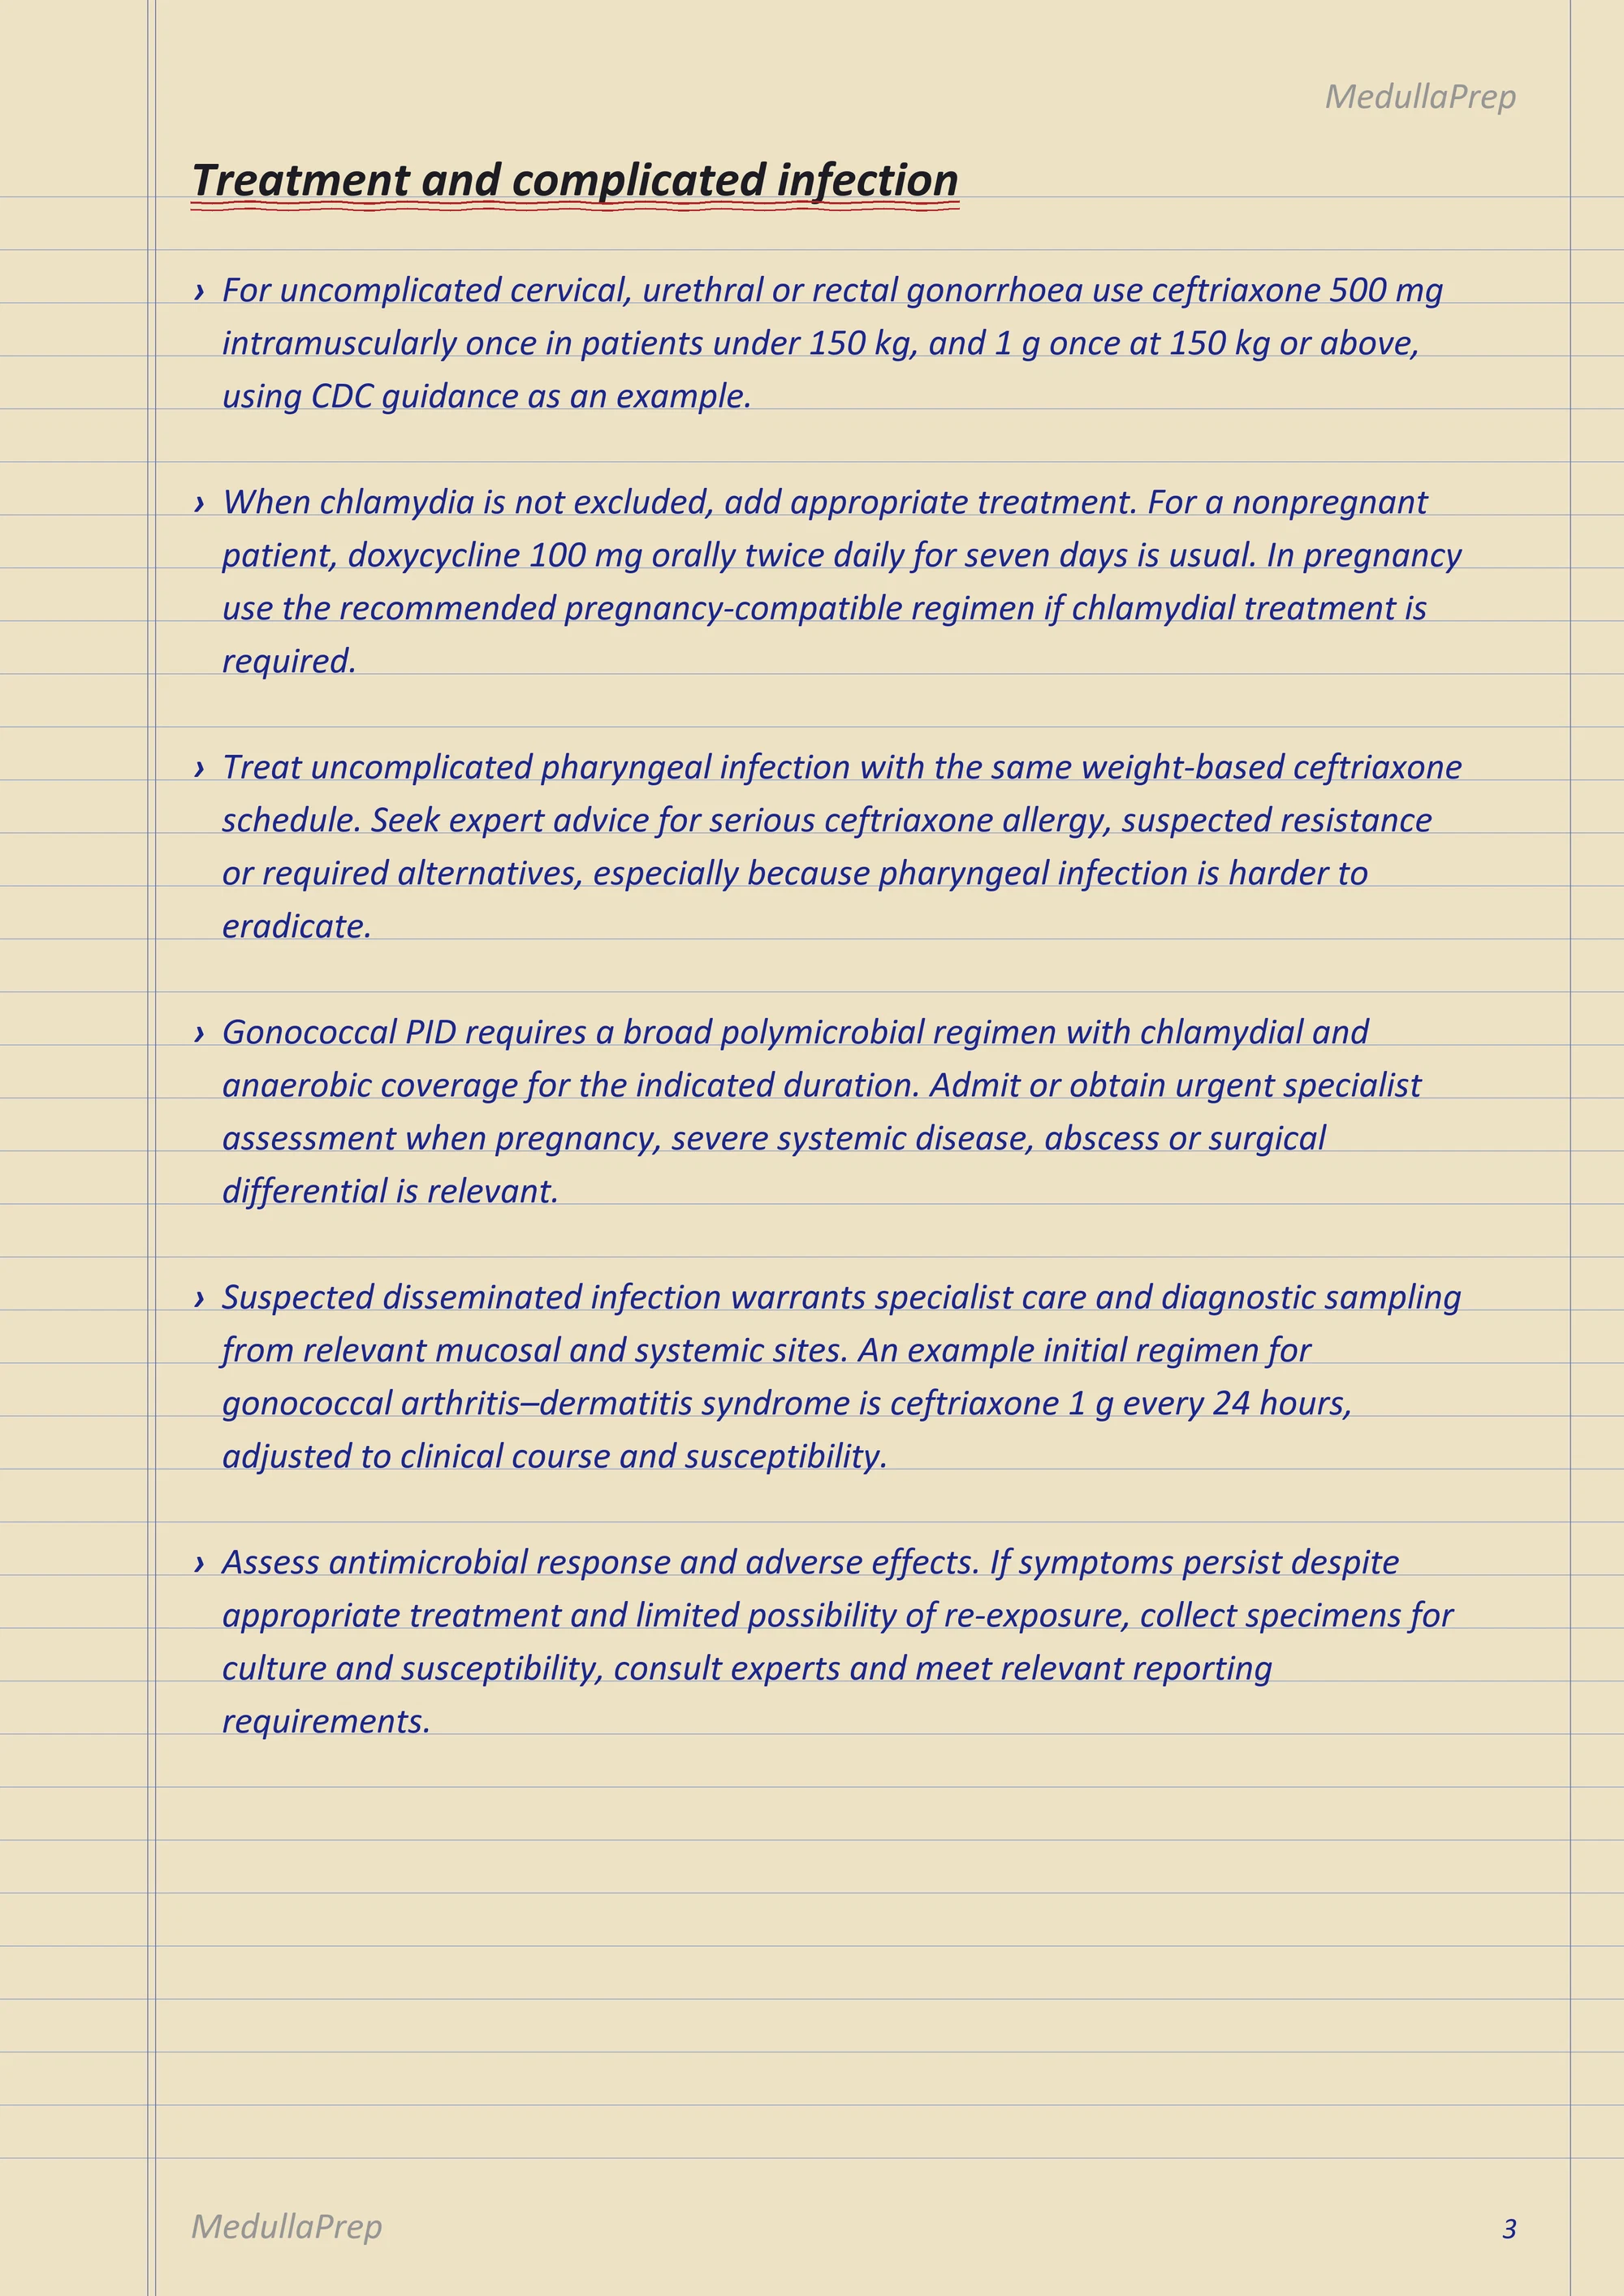 MedullaPrep
Treatment and complicated infection
› For uncomplicated cervical, urethral or rectal gonorrhoea use ceftriaxone 500 mg
intramuscularly once in patients under 150 kg, and 1 g once at 150 kg or above,
using CDC guidance as an example.
› When chlamydia is not excluded, add appropriate treatment. For a nonpregnant
patient, doxycycline 100 mg orally twice daily for seven days is usual. In pregnancy
use the recommended pregnancy-compatible regimen if chlamydial treatment is
required.
› Treat uncomplicated pharyngeal infection with the same weight-based ceftriaxone
schedule. Seek expert advice for serious ceftriaxone allergy, suspected resistance
or required alternatives, especially because pharyngeal infection is harder to
eradicate.
› Gonococcal PID requires a broad polymicrobial regimen with chlamydial and
anaerobic coverage for the indicated duration. Admit or obtain urgent specialist
assessment when pregnancy, severe systemic disease, abscess or surgical
differential is relevant.
› Suspected disseminated infection warrants specialist care and diagnostic sampling
from relevant mucosal and systemic sites. An example initial regimen for
gonococcal arthritis–dermatitis syndrome is ceftriaxone 1 g every 24 hours,
adjusted to clinical course and susceptibility.
› Assess antimicrobial response and adverse effects. If symptoms persist despite
appropriate treatment and limited possibility of re-exposure, collect specimens for
culture and susceptibility, consult experts and meet relevant reporting
requirements.
MedullaPrep
3